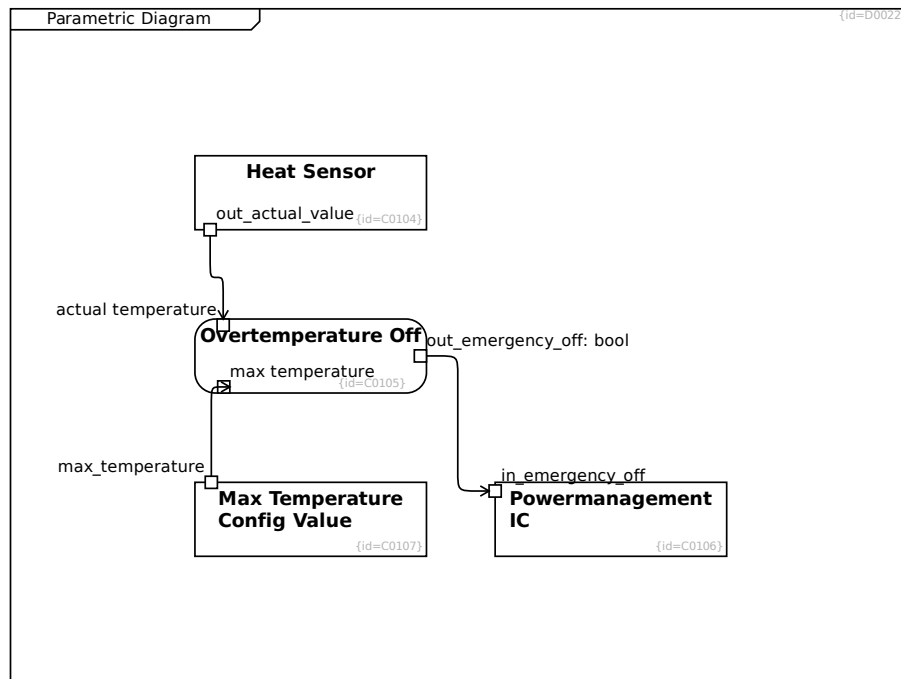 Parametric Diagram
{id=D0022
Heat Sensor
out_actual_value
{id=C0104}
actual temperature
Overtemperature Off
out_emergency_off: bool
max temperature
{id=C0105}
max_temperature
in_emergency_off
Max Temperature
Config Value
{id=C0107}
Powermanagement
IC
{id=C0106}